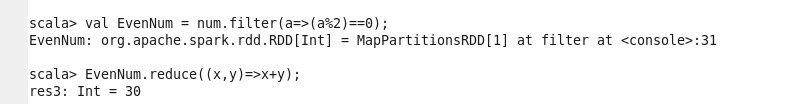 scala> val EvenNum = num.filter(a=>(a%2)==0);
EvenNum: org.apache.spark.rdd.RDD[Int] = MapPartitionsRDD[1] at filter at <console>:31
scala> EvenNum.reduce((x,y)=>x+y);
res3: Int = 30